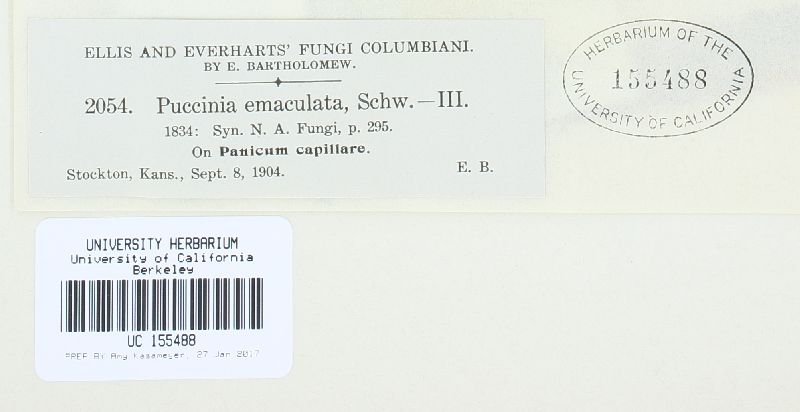 ELLIS AND EVERHARTS' FUNGI COLUMBIANI.
BY E. BARTHOLOMEW.
2054. Puccinia emaculata, Schw.—III.
1834: Syn. N. A. Fungi, p. 295.
On Panicum capillare.
Stockton, Kans., Sept. 8, 1904. E. B.
HERBARIUM OF THE
155488
UNIVERSITY OF CALIFORNIA
UNIVERSITY HERBARIUM
University of California
Berkeley
UC 155488
PREP BY Amy Kasameyer, 27 Jan 2017